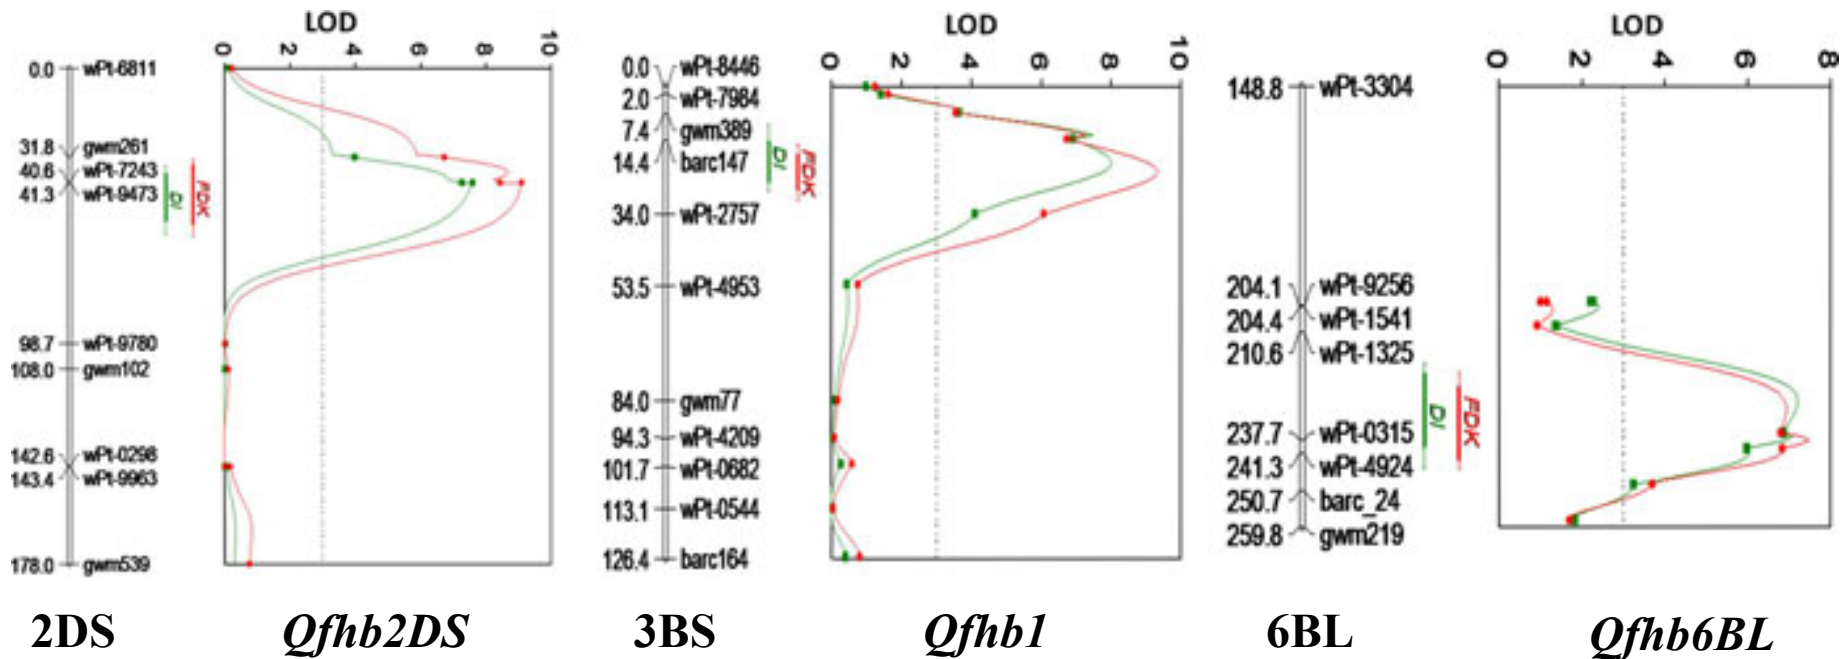 LOD
0 2 4 6 8 10
0.0 wPt-6811
31.8 gwm261
40.6 wPt-7243
41.3 wPt-9473
DI FDK
98.7 wPt-9780
108.0 gwm102
142.6 wPt-0298
143.4 wPt-9963
178.0 gwm539
2DS Qfhb2DS
LOD
0 2 4 6 8 10
0.0 wPt-8446
2.0 wPt-7984
7.4 gwm389
14.4 barc147
DI FDK
34.0 wPt-2757
53.5 wPt-4953
84.0 gwm77
94.3 wPt-4209
101.7 wPt-0682
113.1 wPt-0544
126.4 barc164
3BS Qfhb1
LOD
0 2 4 6 8
148.8 wPt-3304
204.1 wPt-9256
204.4 wPt-1541
210.6 wPt-1325
DI FDK
237.7 wPt-0315
241.3 wPt-4924
250.7 barc_24
259.8 gwm219
6BL Qfhb6BL